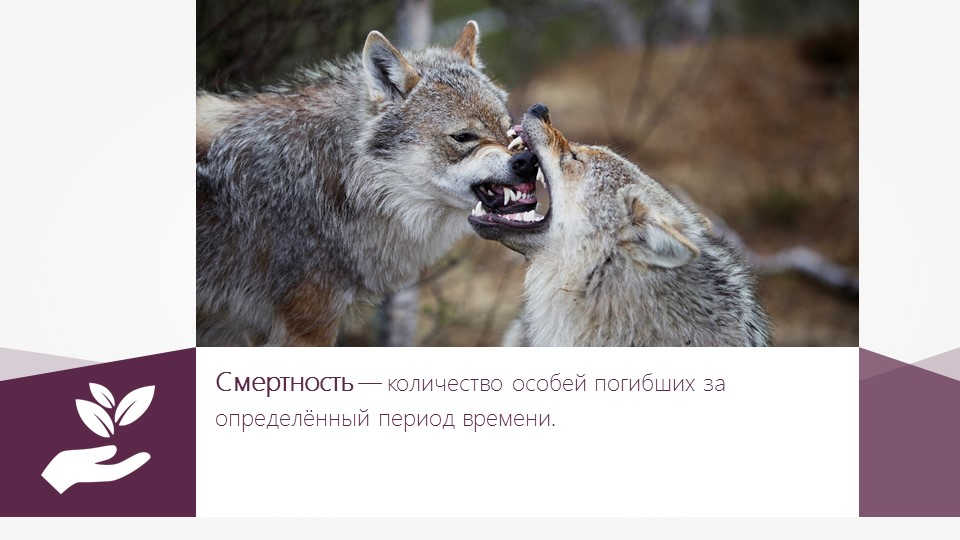 Смертность — количество особей погибших за
определённый период времени.